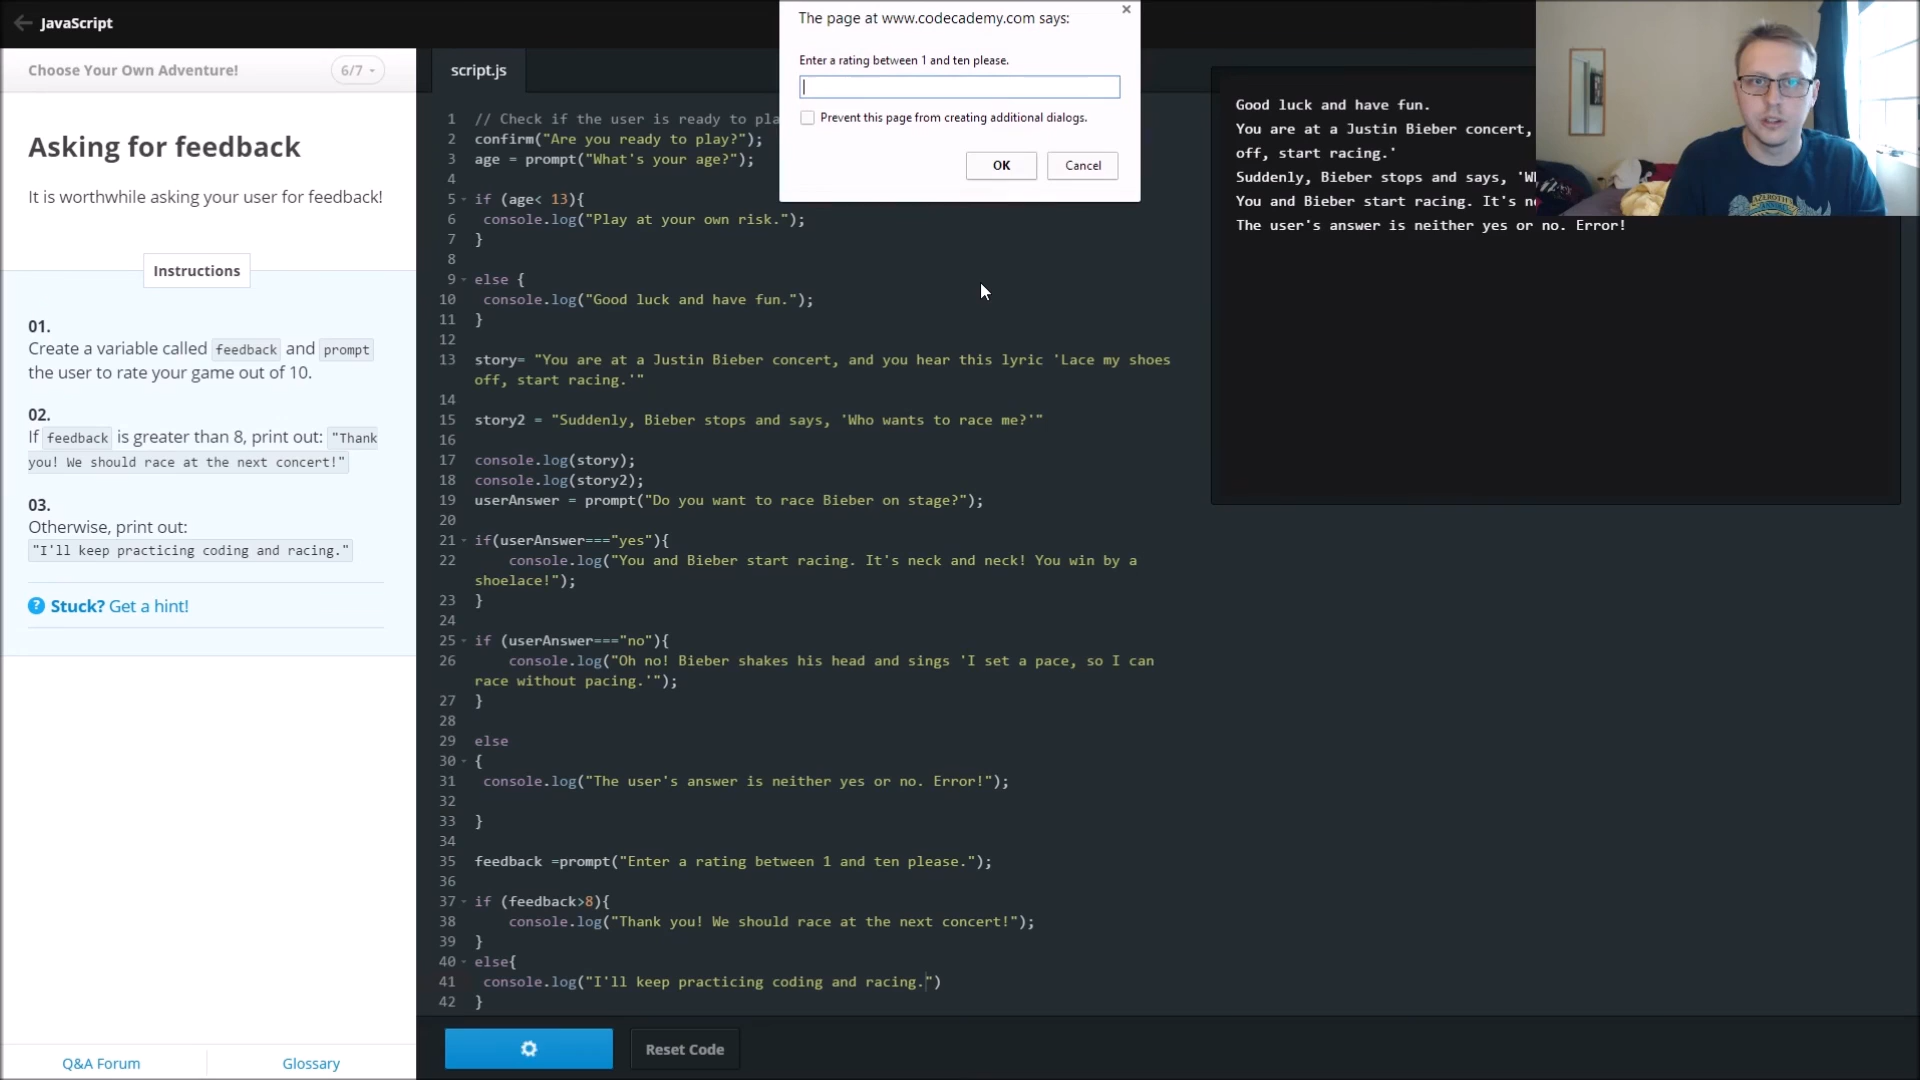 JavaScript
Choose Your Own Adventure!
6/7
Asking for feedback
It is worthwhile asking your user for feedback!
Instructions
01.
Create a variable called feedback and prompt
the user to rate your game out of 10.
02.
If feedback is greater than 8, print out: "Thank
you! We should race at the next concert!"
03.
Otherwise, print out:
"I'll keep practicing coding and racing."
? Stuck? Get a hint!
Q&A Forum
Glossary
script.js
1 // Check if the user is ready to pla
2 confirm("Are you ready to play?");
3 age = prompt("What's your age?");
4
5 if (age< 13){
6 console.log("Play at your own risk.");
7 }
8
9 else {
10 console.log("Good luck and have fun.");
11 }
12
13 story= "You are at a Justin Bieber concert, and you hear this lyric 'Lace my shoes
off, start racing.'"
14
15 story2 = "Suddenly, Bieber stops and says, 'Who wants to race me?'"
16
17 console.log(story);
18 console.log(story2);
19 userAnswer = prompt("Do you want to race Bieber on stage?");
20
21 if(userAnswer==="yes"){
22 console.log("You and Bieber start racing. It's neck and neck! You win by a
shoelace!");
23 }
24
25 if (userAnswer==="no"){
26 console.log("Oh no! Bieber shakes his head and sings 'I set a pace, so I can
race without pacing.'");
27 }
28
29 else
30 {
31 console.log("The user's answer is neither yes or no. Error!");
32
33 }
34
35 feedback =prompt("Enter a rating between 1 and ten please.");
36
37 if (feedback>8){
38 console.log("Thank you! We should race at the next concert!");
39 }
40 else{
41 console.log("I'll keep practicing coding and racing.")
42 }
Reset Code
The page at www.codecademy.com says:
Enter a rating between 1 and ten please.
Prevent this page from creating additional dialogs.
OK
Cancel
Good luck and have fun.
You are at a Justin Bieber concert,
off, start racing.'
Suddenly, Bieber stops and says, 'Wh
You and Bieber start racing. It's ne
The user's answer is neither yes or no. Error!